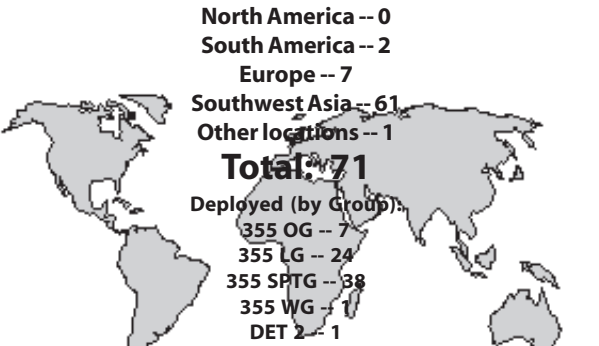 North America -- 0
South America -- 2
Europe -- 7
Southwest Asia -- 61
Other locations -- 1
Total: 71
Deployed (by Group):
355 OG -- 7
355 LG -- 24
355 SPTG -- 38
355 WG -- 1
DET 2 -- 1